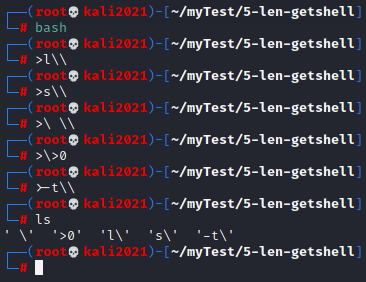 ┌──(root💀kali2021)-[~/myTest/5-len-getshell]
└─# bash
┌──(root💀kali2021)-[~/myTest/5-len-getshell]
└─# >l\\
┌──(root💀kali2021)-[~/myTest/5-len-getshell]
└─# >s\\
┌──(root💀kali2021)-[~/myTest/5-len-getshell]
└─# >\ \\
┌──(root💀kali2021)-[~/myTest/5-len-getshell]
└─# >\>0
┌──(root💀kali2021)-[~/myTest/5-len-getshell]
└─# >-t\\
┌──(root💀kali2021)-[~/myTest/5-len-getshell]
└─# ls
' \'  '>0'  'l\'  's\'  '-t\'
┌──(root💀kali2021)-[~/myTest/5-len-getshell]
└─#